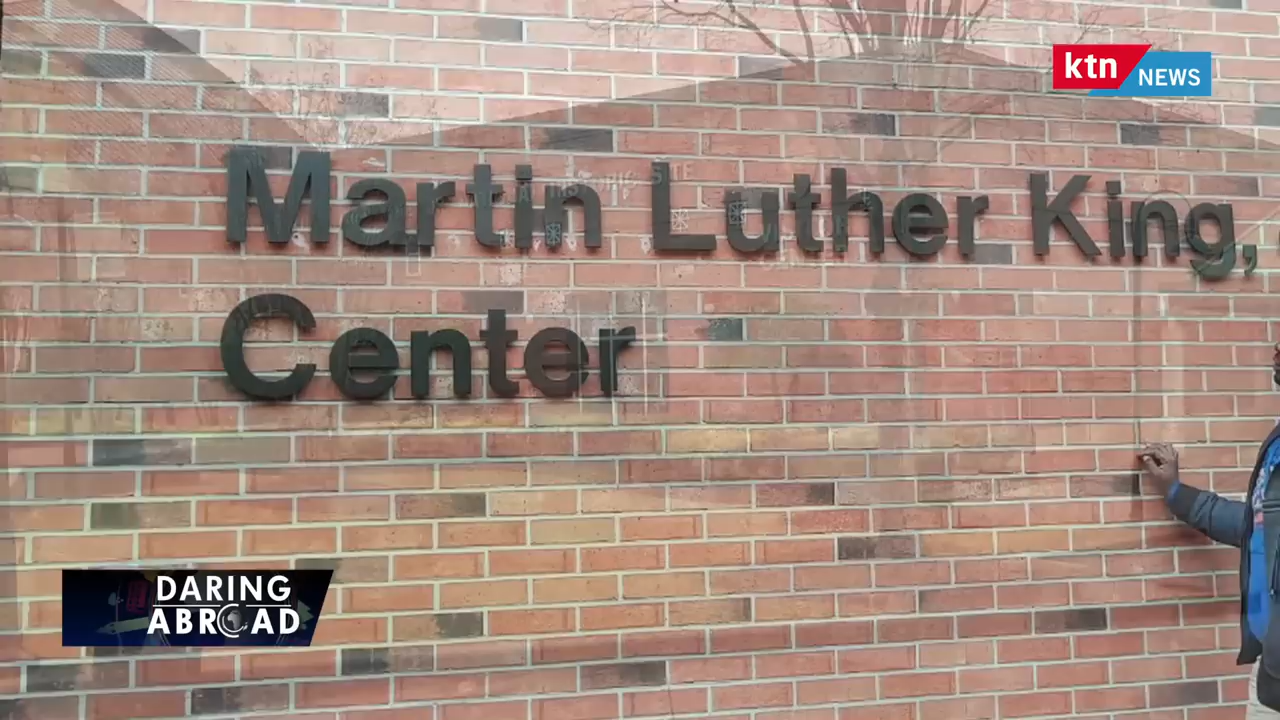 ktn NEWS
Martin Luther King,
Center
DARING
ABROAD